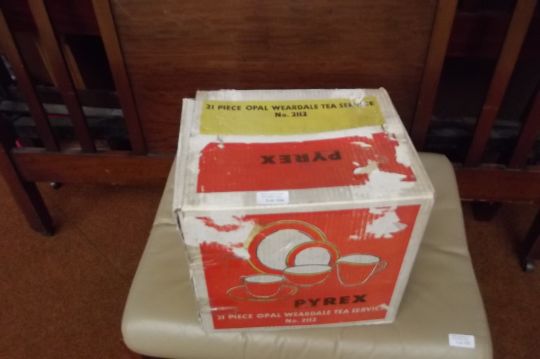 21 PIECE OPAL WEARDALE TEA SERVICE
No. 2112
PYREX
PYREX
21 PIECE OPAL WEARDALE TEA SERVICE
No. 2112